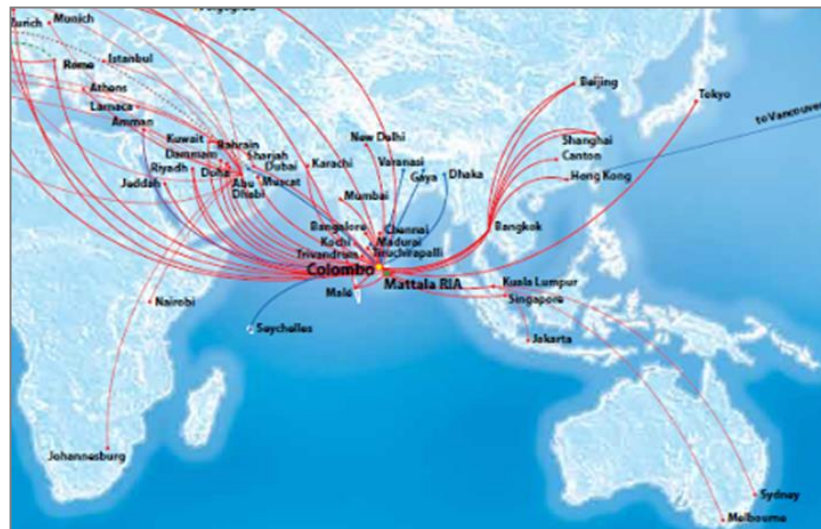 Zurich
Munich
Rome
Istanbul
Athens
Larnaca
Amman
Kuwait
Bahrain
Dammam
Sharjah
Riyadh
Doha
Dubai
Jeddah
Abu
Dhabi
Muscat
Karachi
New Delhi
Varanasi
Gaya
Dhaka
Mumbai
Bangalore
Chennai
Kochi
Madurai
Trivandrum
Tiruchirapalli
Colombo
Mattala RIA
Male
Seychelles
Nairobi
Johannesburg
Beijing
Tokyo
to Vancouver
Shanghai
Canton
Hong Kong
Bangkok
Kuala Lumpur
Singapore
Jakarta
Sydney
Melbourne